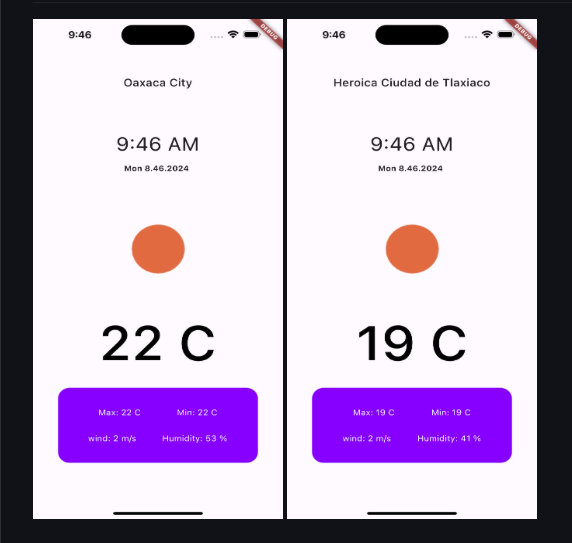 9:46
DEBUG
Oaxaca City
9:46 AM
Mon 8.46.2024
22 C
Max: 22 C Min: 22 C
wind: 2 m/s Humidity: 53 %
9:46
DEBUG
Heroica Ciudad de Tlaxiaco
9:46 AM
Mon 8.46.2024
19 C
Max: 19 C Min: 19 C
wind: 2 m/s Humidity: 41 %